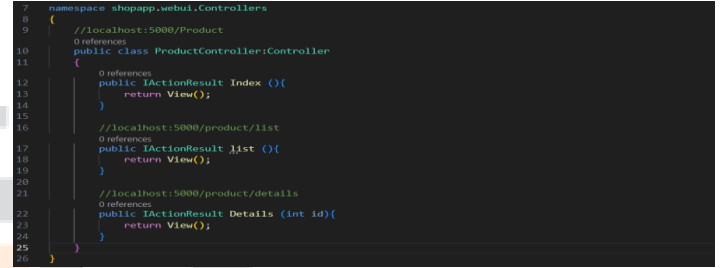 7 namespace shopapp.webui.Controllers
8 {
9 //localhost:5000/Product
0 references
10 public class ProductController:Controller
11 {
0 references
12 public IActionResult Index (){
13 return View();
14 }
15
16 //localhost:5000/product/list
0 references
17 public IActionResult list (){
18 return View();
19 }
20
21 //localhost:5000/product/details
0 references
22 public IActionResult Details (int id){
23 return View();
24 }
25 }
26 }